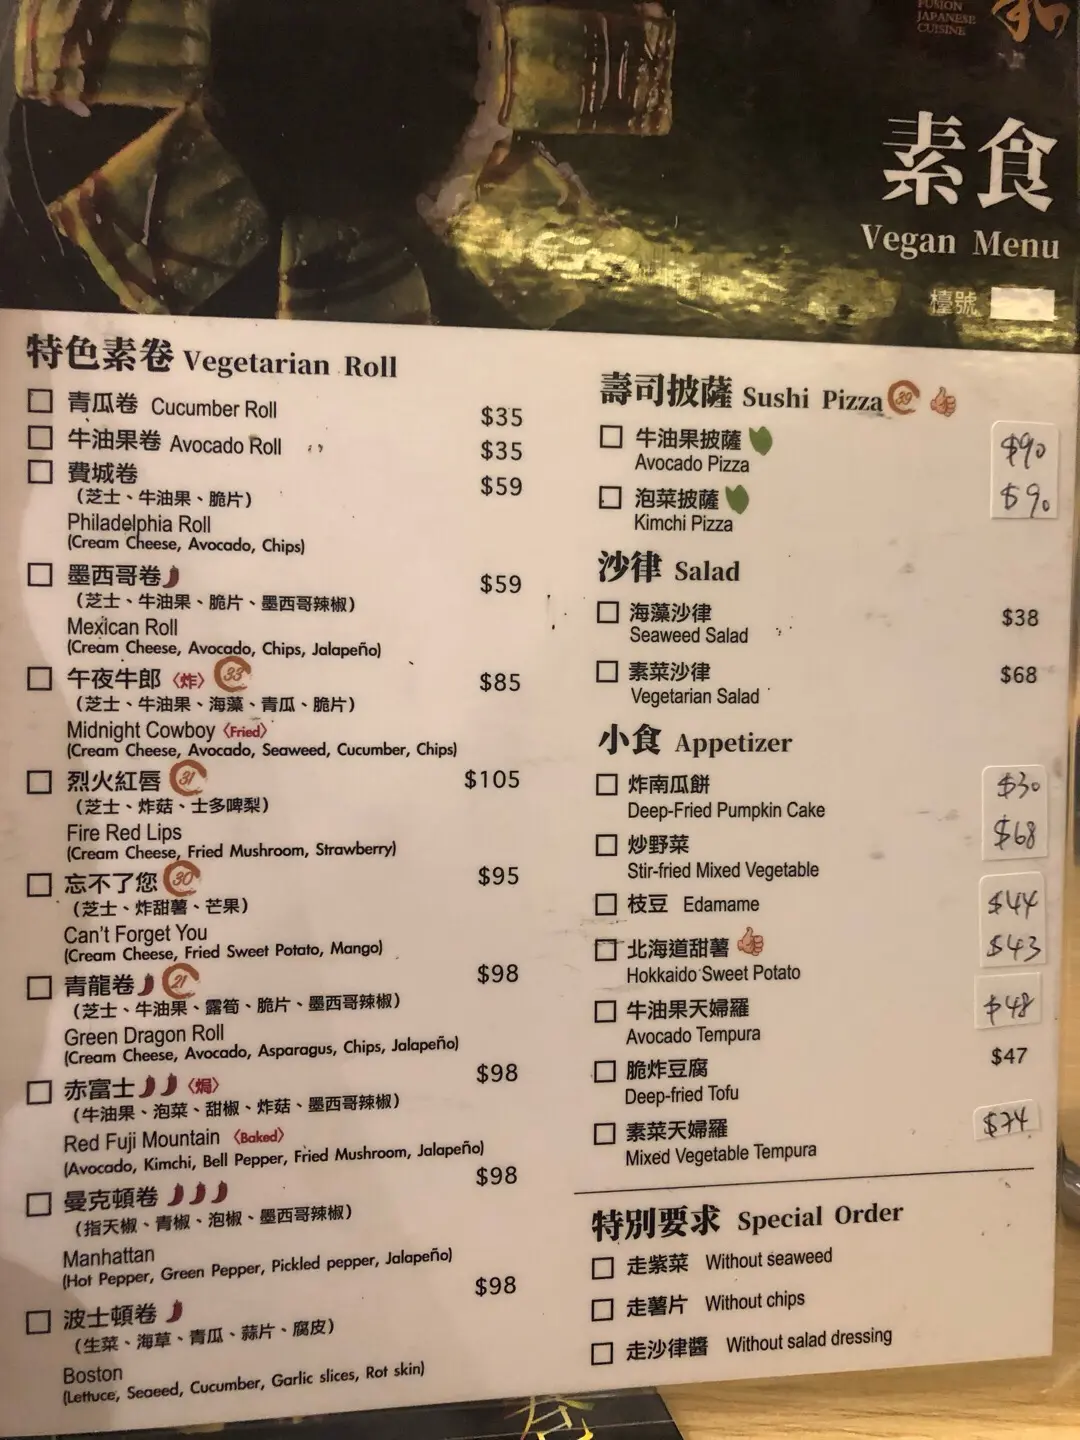 FUSION
JAPANESE
CUISINE
和
素食
Vegan Menu
檯號
特色素卷 Vegetarian Roll
青瓜卷 Cucumber Roll $35
牛油果卷 Avocado Roll $35
費城卷 $59
（芝士、牛油果、脆片）
Philadelphia Roll
(Cream Cheese, Avocado, Chips)
墨西哥卷 $59
（芝士、牛油果、脆片、墨西哥辣椒）
Mexican Roll
(Cream Cheese, Avocado, Chips, Jalapeño)
午夜牛郎〈炸〉 33 $85
（芝士、牛油果、海藻、青瓜、脆片）
Midnight Cowboy〈Fried〉
(Cream Cheese, Avocado, Seaweed, Cucumber, Chips)
烈火紅唇 31 $105
（芝士、炸菇、士多啤梨）
Fire Red Lips
(Cream Cheese, Fried Mushroom, Strawberry)
忘不了您 30 $95
（芝士、炸甜薯、芒果）
Can't Forget You
(Cream Cheese, Fried Sweet Potato, Mango)
青龍卷 21 $98
（芝士、牛油果、露筍、脆片、墨西哥辣椒）
Green Dragon Roll
(Cream Cheese, Avocado, Asparagus, Chips, Jalapeño)
赤富士〈焗〉 $98
（牛油果、泡菜、甜椒、炸菇、墨西哥辣椒）
Red Fuji Mountain〈Baked〉
(Avocado, Kimchi, Bell Pepper, Fried Mushroom, Jalapeño)
曼克頓卷 $98
（指天椒、青椒、泡椒、墨西哥辣椒）
Manhattan
(Hot Pepper, Green Pepper, Pickled pepper, Jalapeño)
波士頓卷 $98
（生菜、海草、青瓜、蒜片、腐皮）
Boston
(Lettuce, Seaeed, Cucumber, Garlic slices, Rot skin)
壽司披薩 Sushi Pizza 39
牛油果披薩 $90
Avocado Pizza
泡菜披薩 $90
Kimchi Pizza
沙律 Salad
海藻沙律 $38
Seaweed Salad
素菜沙律 $68
Vegetarian Salad
小食 Appetizer
炸南瓜餅 $30
Deep-Fried Pumpkin Cake
炒野菜 $68
Stir-fried Mixed Vegetable
枝豆 Edamame $44
北海道甜薯 $43
Hokkaido Sweet Potato
牛油果天婦羅 $48
Avocado Tempura
脆炸豆腐 $47
Deep-fried Tofu
素菜天婦羅 $74
Mixed Vegetable Tempura
特別要求 Special Order
走紫菜 Without seaweed
走薯片 Without chips
走沙律醬 Without salad dressing